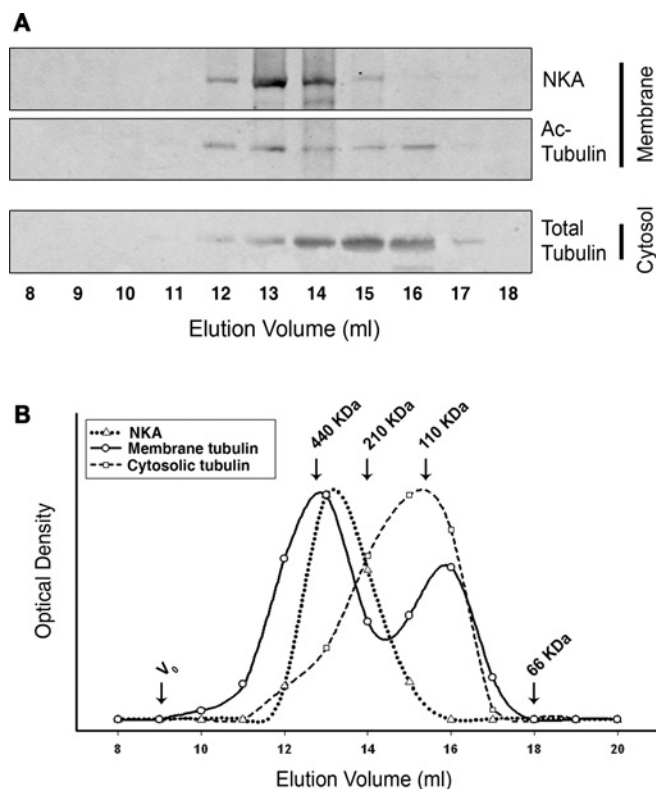 A
NKA
Ac-
Tubulin
Membrane
Total
Tubulin
Cytosol
8 9 10 11 12 13 14 15 16 17 18
Elution Volume (ml)
B
NKA
Membrane tubulin
Cytosolic tubulin
440 KDa
210 KDa
110 KDa
V0
66 KDa
Optical Density
8 10 12 14 16 18 20
Elution Volume (ml)